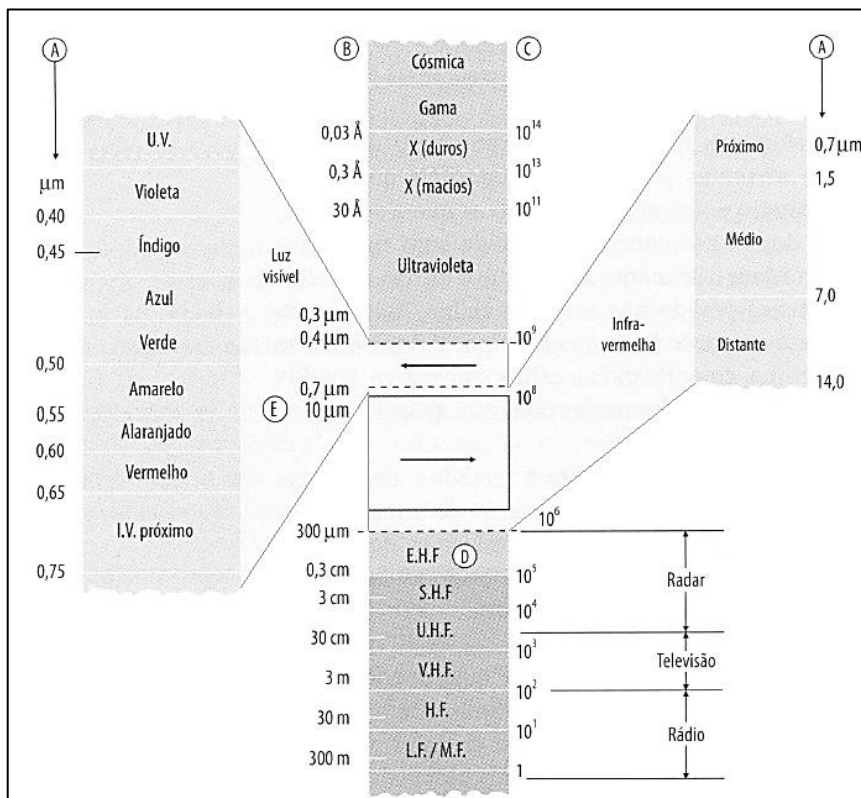 A
µm
0,40
0,45
0,50
0,55
0,60
0,65
0,75
U.V.
Violeta
Índigo
Azul
Verde
Amarelo
Alaranjado
Vermelho
I.V. próximo
Luz
visível
B
0,03 Å
0,3 Å
30 Å
0,3 µm
0,4 µm
0,7 µm
E
10 µm
300 µm
0,3 cm
3 cm
30 cm
3 m
30 m
300 m
Cósmica
Gama
X (duros)
X (macios)
Ultravioleta
E.H.F
D
S.H.F
U.H.F.
V.H.F.
H.F.
L.F. / M.F.
C
10¹⁴
10¹³
10¹¹
10⁹
10⁶
10⁵
10⁴
10³
10²
10¹
1
Infra-
vermelha
Radar
Televisão
Rádio
A
Próximo
Médio
Distante
0,7 µm
1,5
7,0
14,0